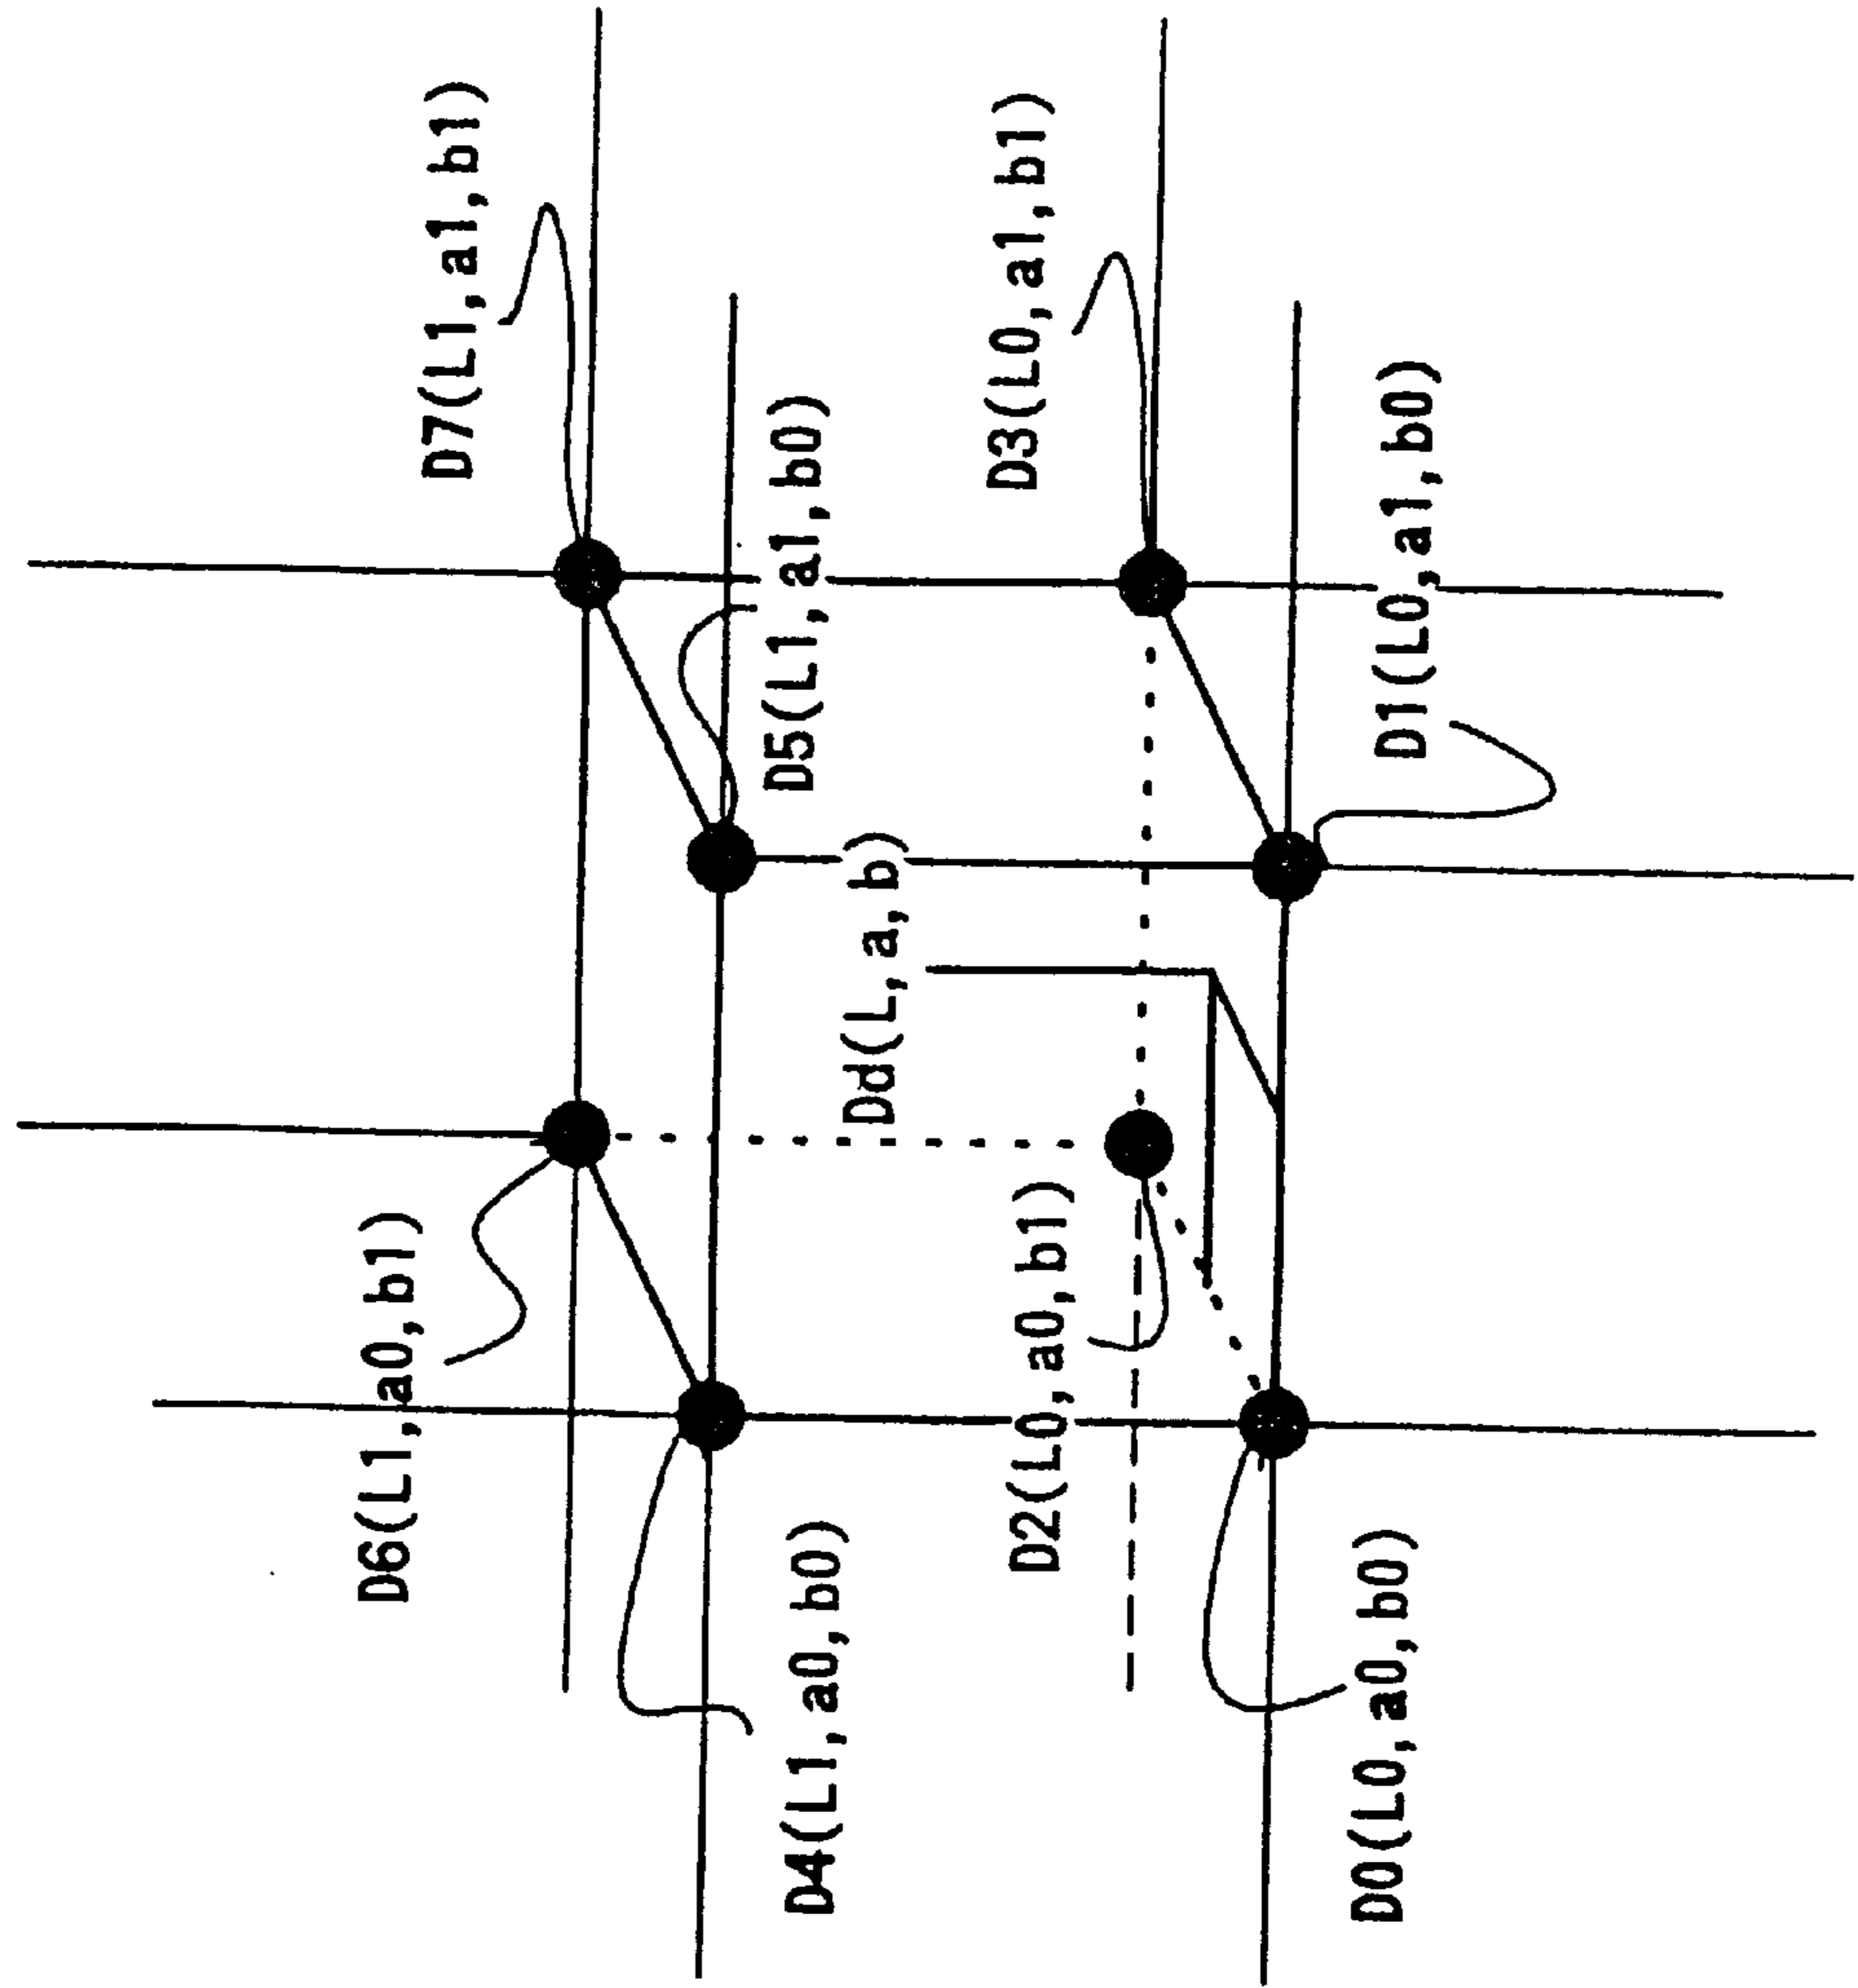 D6(L1,a0,b1)
D7(L1,a1,b1)
D4(L1,a0,b0)
D5(L1,a1,b0)
Dd(L,a,b)
D2(L0,a0,b1)
D3(L0,a1,b1)
D0(L0,a0,b0)
D1(L0,a1,b0)